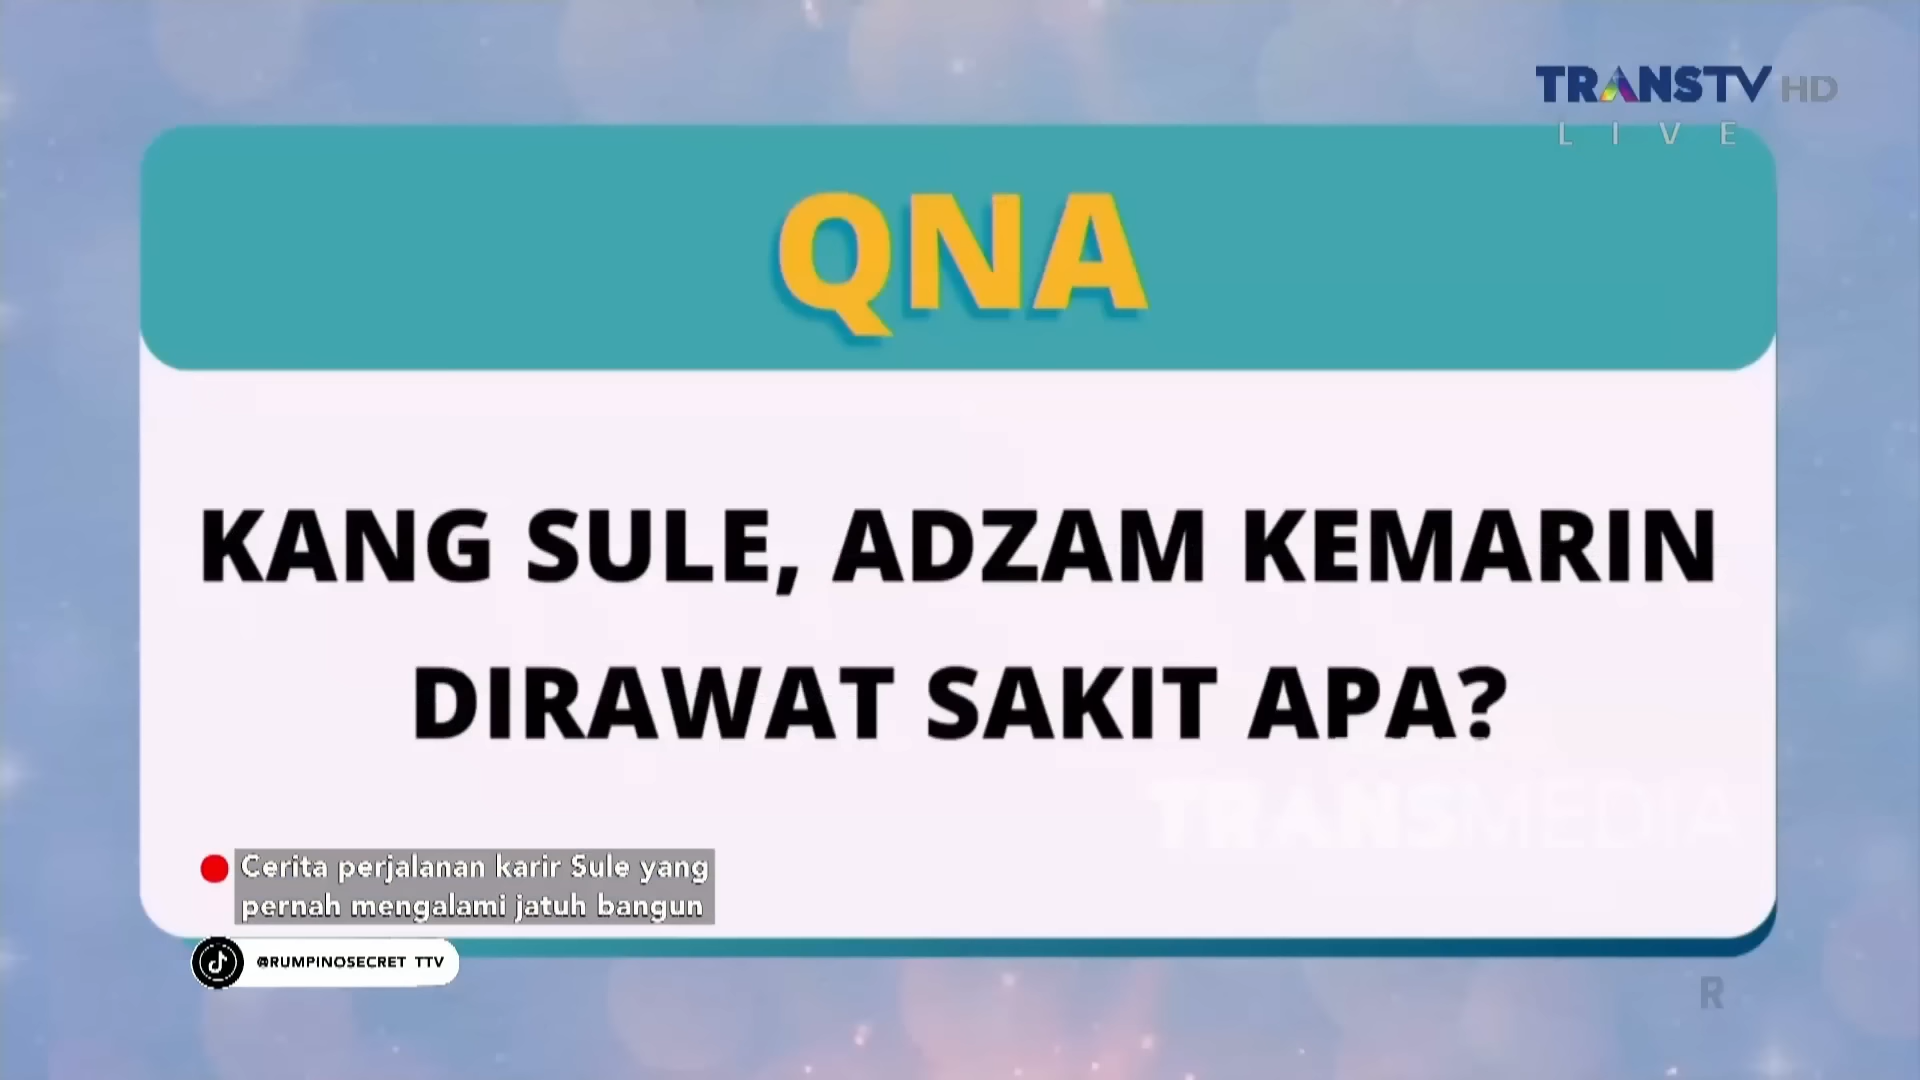 TRANSTV HD
LIVE
QNA
KANG SULE, ADZAM KEMARIN
DIRAWAT SAKIT APA?
TRANSMEDIA
Cerita perjalanan karir Sule yang
pernah mengalami jatuh bangun
@RUMPINOSECRET TTV
R